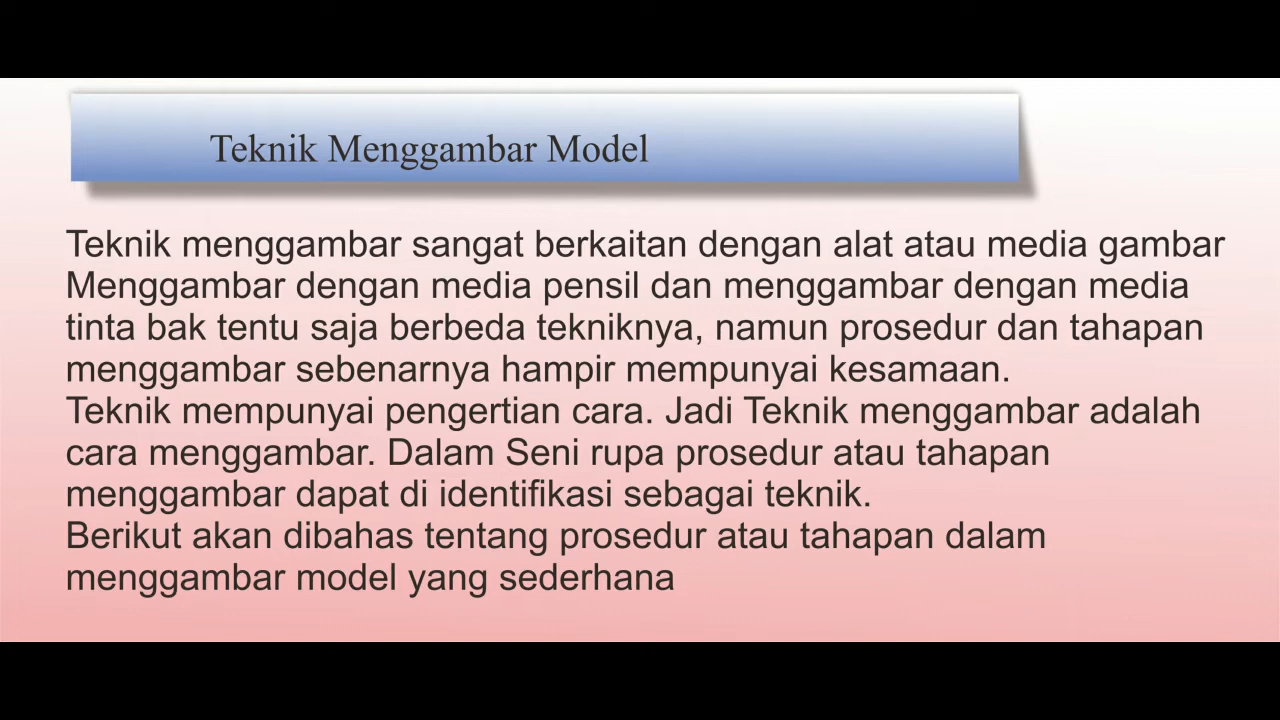 Teknik Menggambar Model
Teknik menggambar sangat berkaitan dengan alat atau media gambar
Menggambar dengan media pensil dan menggambar dengan media
tinta bak tentu saja berbeda tekniknya, namun prosedur dan tahapan
menggambar sebenarnya hampir mempunyai kesamaan.
Teknik mempunyai pengertian cara. Jadi Teknik menggambar adalah
cara menggambar. Dalam Seni rupa prosedur atau tahapan
menggambar dapat di identifikasi sebagai teknik.
Berikut akan dibahas tentang prosedur atau tahapan dalam
menggambar model yang sederhana